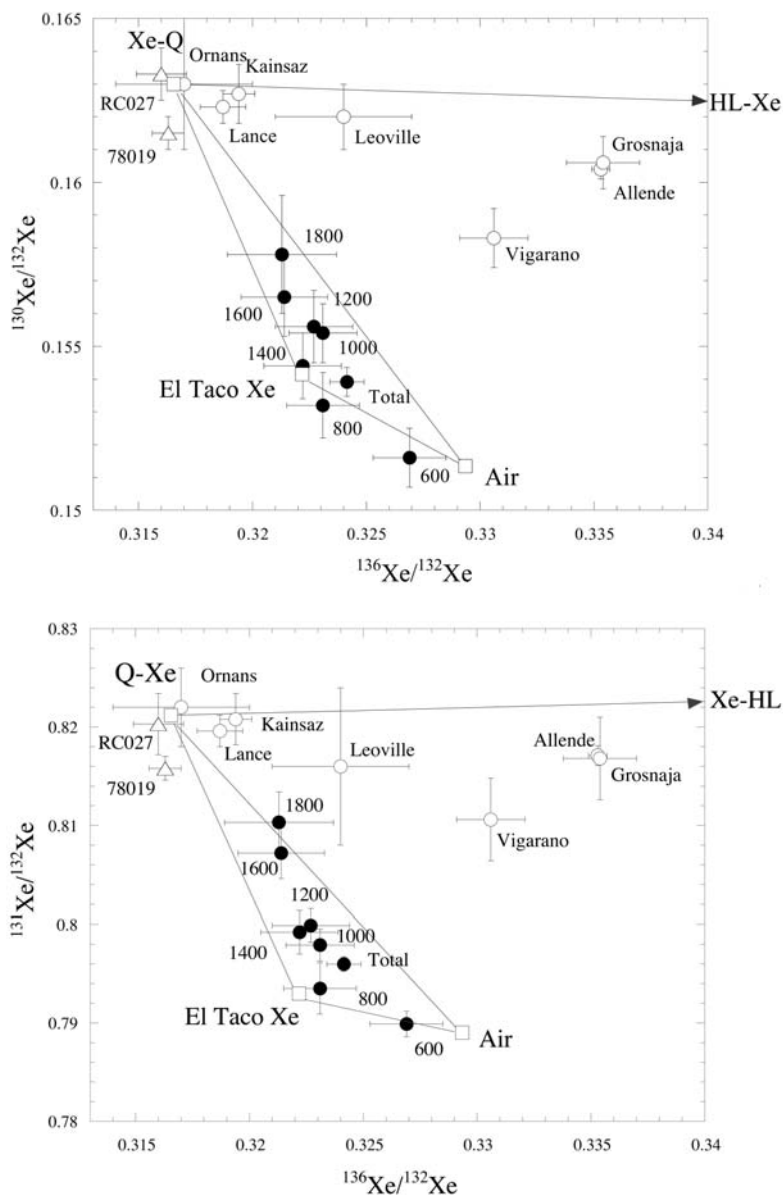 0.165
Xe-Q
Ornans
Kainsaz
RC027
HL-Xe
Lance
Leoville
78019
Grosnaja
Allende
0.16
Vigarano
1800
1600
1200
1000
0.155
1400
El Taco Xe
Total
800
600
Air
0.15
130Xe/132Xe
0.315
0.32
0.325
0.33
0.335
0.34
136Xe/132Xe
0.83
Q-Xe
Ornans
Xe-HL
Kainsaz
0.82
RC027
Lance
Leoville
Allende
Grosnaja
78019
1800
Vigarano
0.81
1600
1200
0.8
1000
1400
Total
El Taco Xe
800
0.79
600
Air
0.78
131Xe/132Xe
0.315
0.32
0.325
0.33
0.335
0.34
136Xe/132Xe